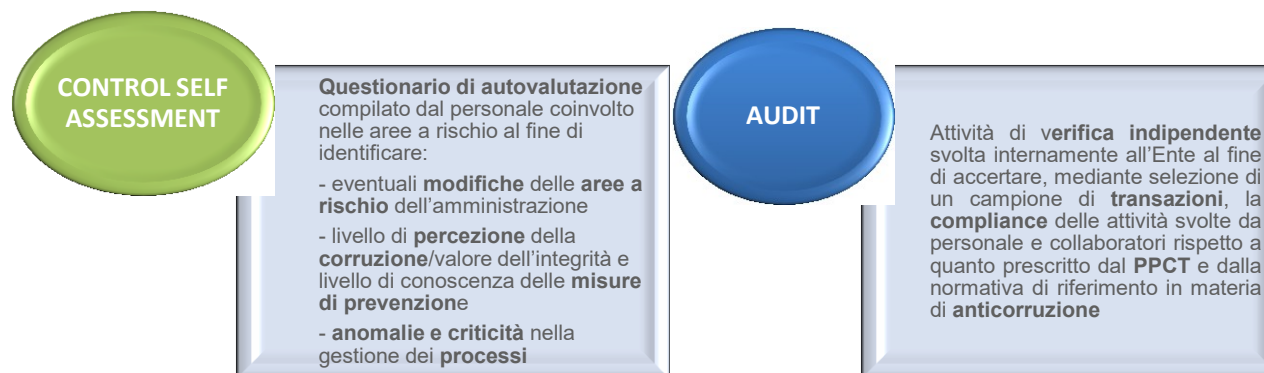 CONTROL SELF
ASSESSMENT
Questionario di autovalutazione
compilato dal personale coinvolto
nelle aree a rischio al fine di
identificare:
- eventuali modifiche delle aree a
rischio dell'amministrazione
- livello di percezione della
corruzione/valore dell'integrità e
livello di conoscenza delle misure
di prevenzione
- anomalie e criticità nella
gestione dei processi
AUDIT
Attività di verifica indipendente
svolta internamente all'Ente al fine
di accertare, mediante selezione di
un campione di transazioni, la
compliance delle attività svolte da
personale e collaboratori rispetto a
quanto prescritto dal PPCT e dalla
normativa di riferimento in materia
di anticorruzione